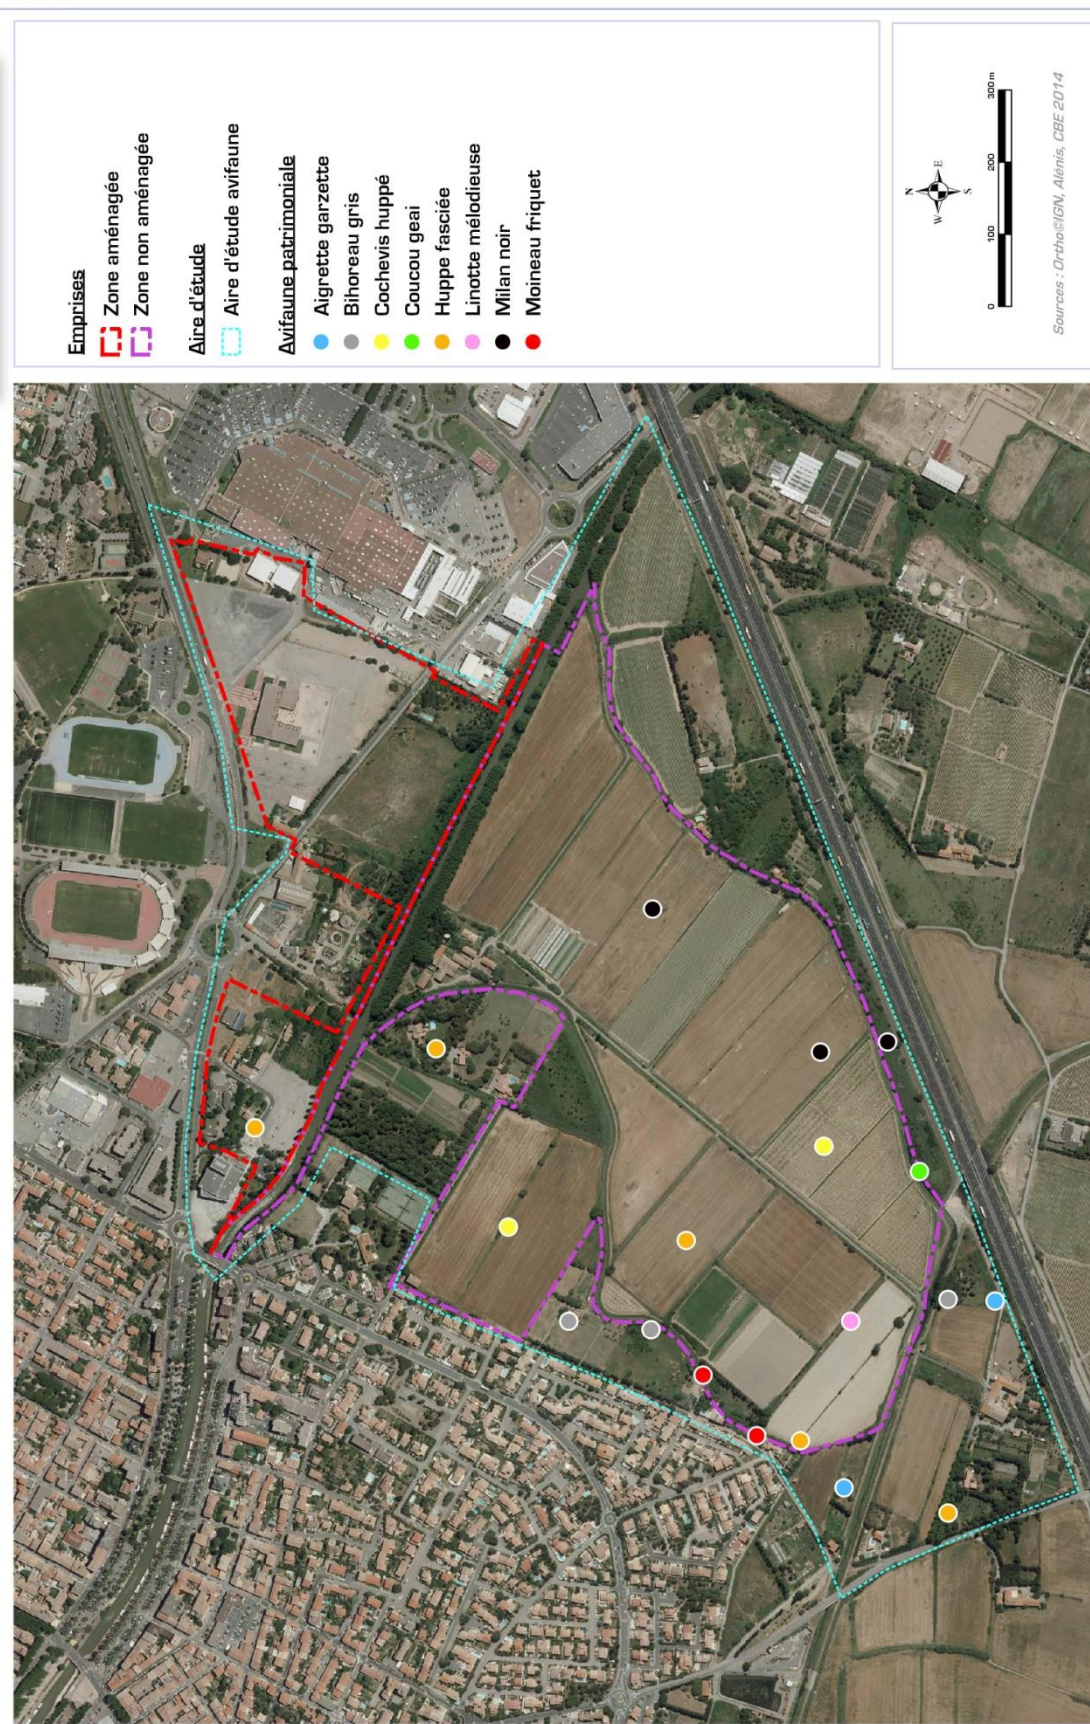 Emprises
Zone aménagée
Zone non aménagée
Aire d'étude
Aire d'étude avifaune
Avifaune patrimoniale
Aigrette garzette
Bihoreau gris
Cochevis huppé
Coucou geai
Huppe fasciée
Linotte mélodieuse
Milan noir
Moineau friquet
N
W E
S
0 100 200 300 m
Sources : Ortho©IGN, Alénis, CBE 2014